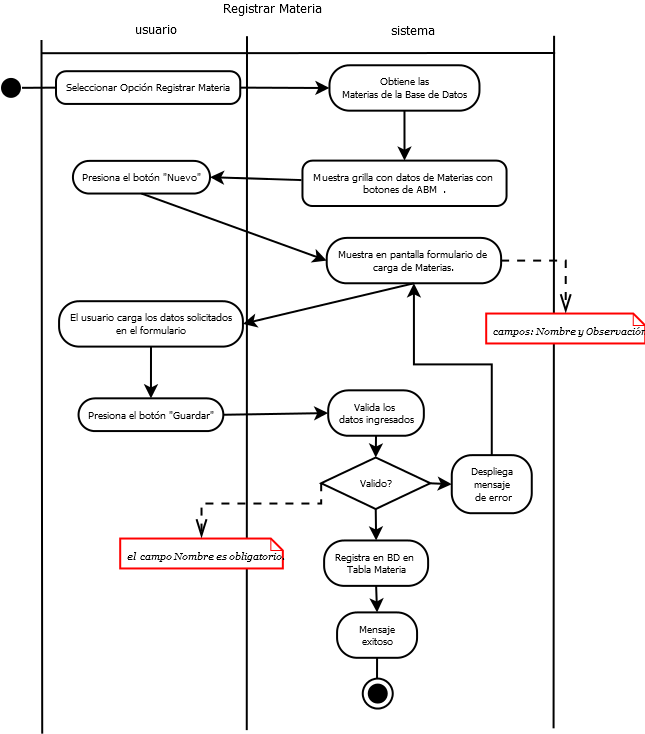 Registrar Materia
usuario
sistema
Seleccionar Opción Registrar Materia
Obtiene las
Materias de la Base de Datos
Muestra grilla con datos de Materias con
botones de ABM .
Presiona el botón "Nuevo"
Muestra en pantalla formulario de
carga de Materias.
campos: Nombre y Observación
El usuario carga los datos solicitados
en el formulario
Presiona el botón "Guardar"
Valida los
datos ingresados
Valido?
Despliega
mensaje
de error
el campo Nombre es obligatorio.
Registra en BD en
Tabla Materia
Mensaje
exitoso